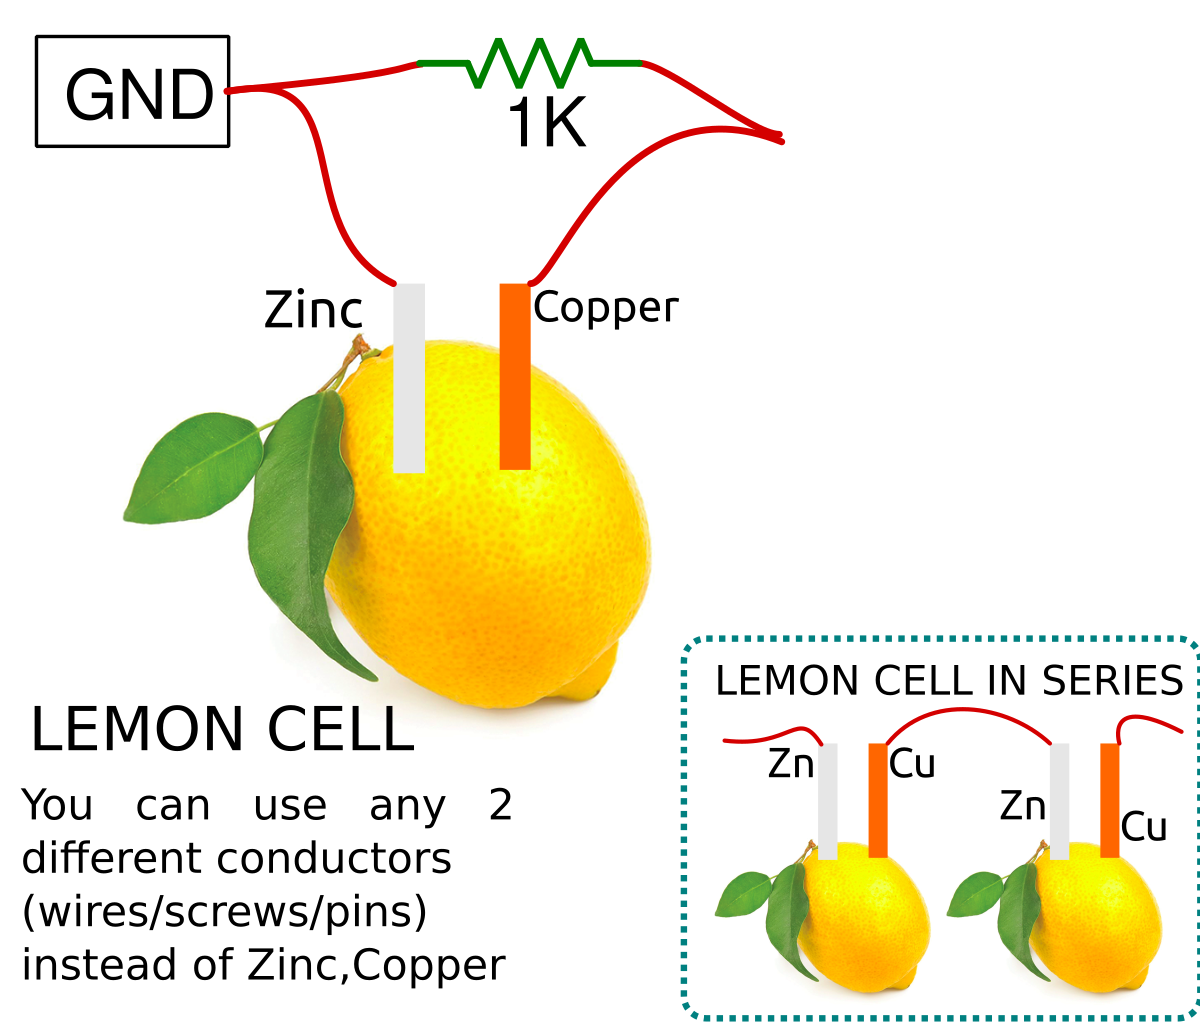 GND
1K
Zinc
Copper
LEMON CELL
You can use any 2
different conductors
(wires/screws/pins)
instead of Zinc,Copper
LEMON CELL IN SERIES
Zn
Cu
Zn
Cu